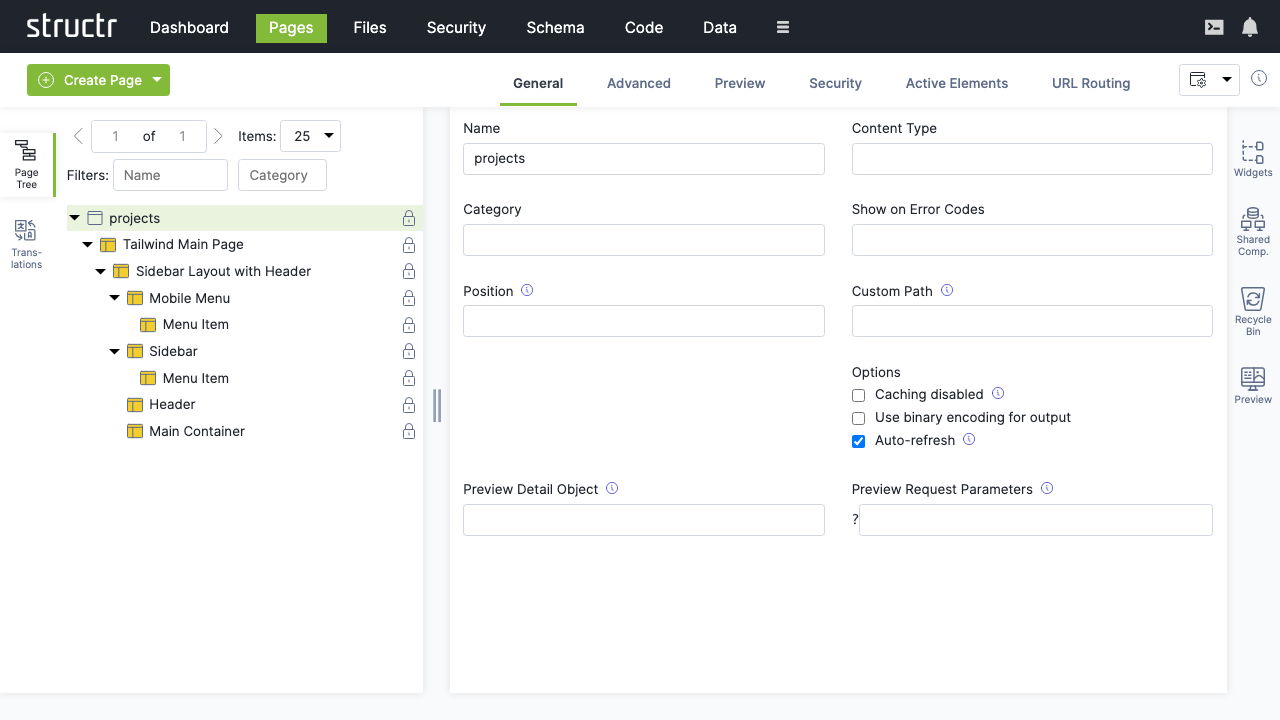 structr Dashboard Pages Files Security Schema Code Data
Create Page General Advanced Preview Security Active Elements URL Routing
Page Tree
Trans-
lations
1 of 1 Items: 25
Filters: Name Category
projects
Tailwind Main Page
Sidebar Layout with Header
Mobile Menu
Menu Item
Sidebar
Menu Item
Header
Main Container
Name
projects
Content Type
Category
Show on Error Codes
Position
Custom Path
Options
Caching disabled
Use binary encoding for output
Auto-refresh
Preview Detail Object
Preview Request Parameters
?
Widgets
Shared
Comp.
Recycle
Bin
Preview